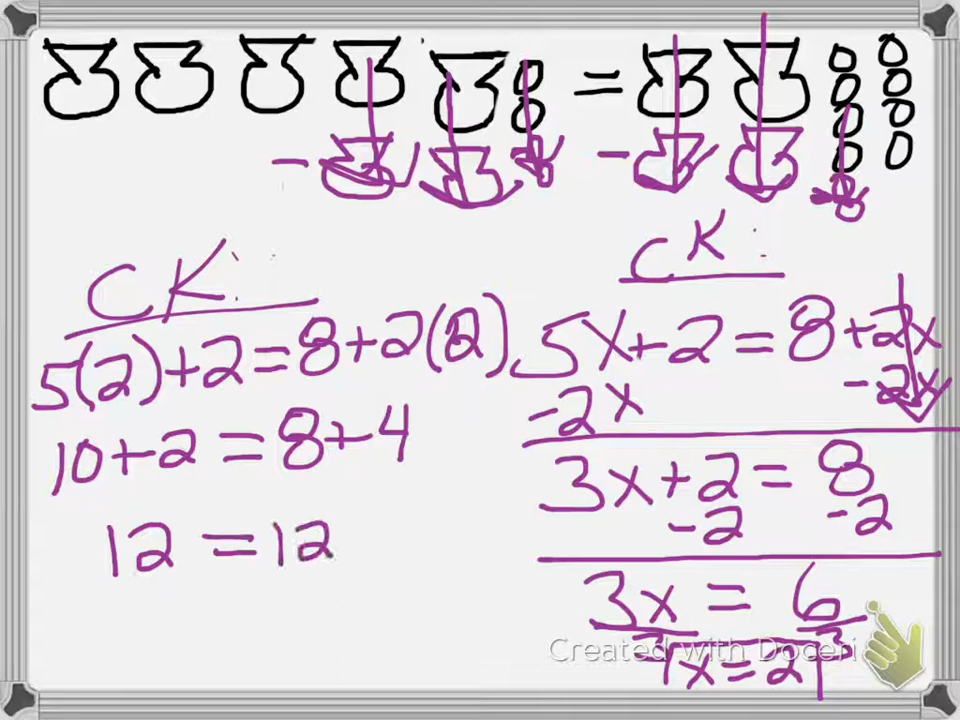 =
CK:
5(2)+2=8+2(2)
10+2=8+4
12=12
CK
5x+2=8+2x
-2x -2x
3x+2=8
-2 -2
3x=6
1x=2
Created with Doceri